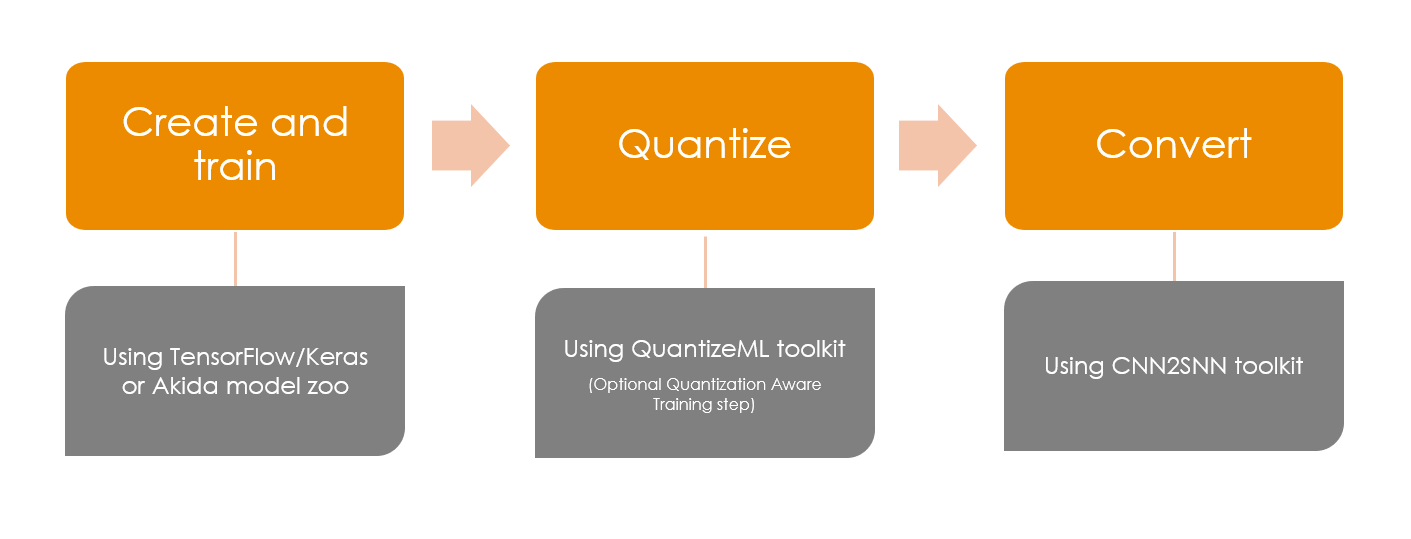 Create and
train
Quantize
Convert
Using TensorFlow/Keras
or Akida model zoo
Using QuantizeML toolkit
(Optional Quantization Aware
Training step)
Using CNN2SNN toolkit